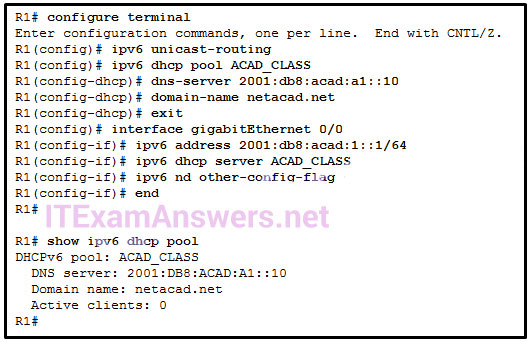 R1# configure terminal
Enter configuration commands, one per line.  End with CNTL/Z.
R1(config)# ipv6 unicast-routing
R1(config)# ipv6 dhcp pool ACAD_CLASS
R1(config-dhcp)# dns-server 2001:db8:acad:a1::10
R1(config-dhcp)# domain-name netacad.net
R1(config-dhcp)# exit
R1(config)# interface gigabitEthernet 0/0
R1(config-if)# ipv6 address 2001:db8:acad:1::1/64
R1(config-if)# ipv6 dhcp server ACAD_CLASS
R1(config-if)# ipv6 nd other-config-flag
R1(config-if)# end
R1#
ITExamAnswers.net
R1# show ipv6 dhcp pool
DHCPv6 pool: ACAD_CLASS
  DNS server: 2001:DB8:ACAD:A1::10
  Domain name: netacad.net
  Active clients: 0
R1#